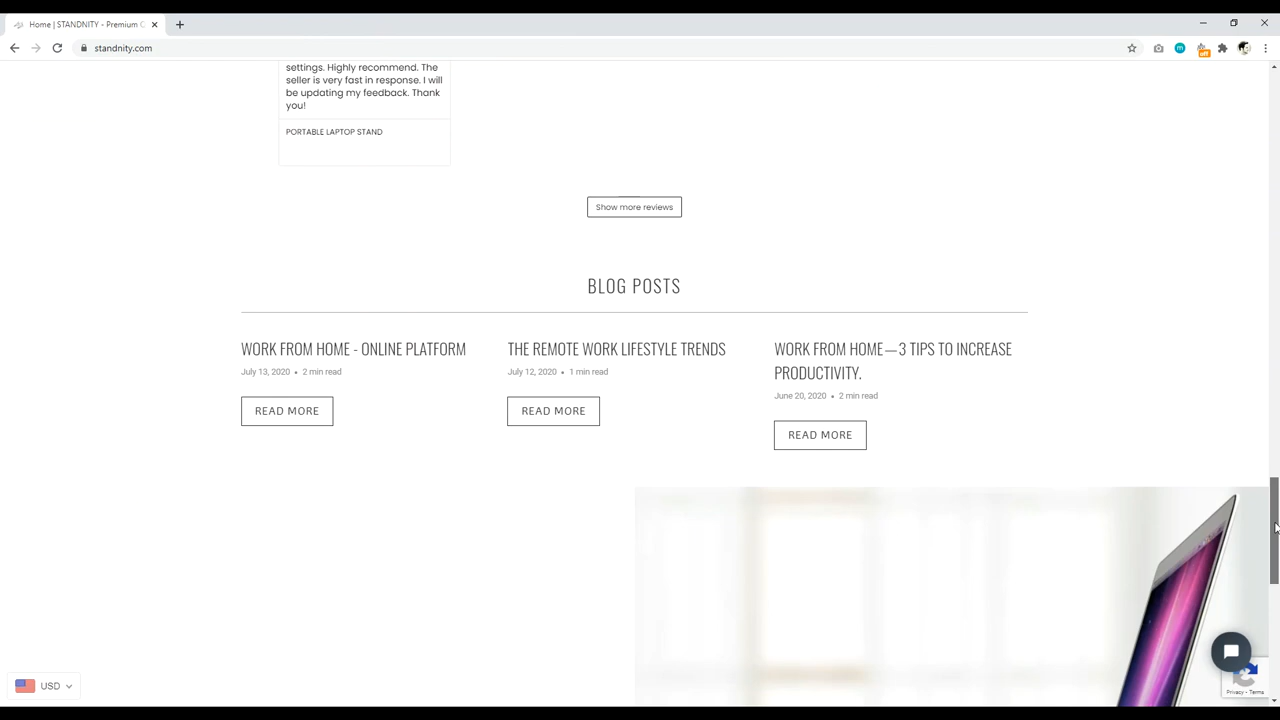 Home | STANDNITY - Premium
standnity.com
off
settings. Highly recommend. The
seller is very fast in response. I will
be updating my feedback. Thank
you!
PORTABLE LAPTOP STAND
Show more reviews
BLOG POSTS
WORK FROM HOME - ONLINE PLATFORM
July 13, 2020 • 2 min read
READ MORE
THE REMOTE WORK LIFESTYLE TRENDS
July 12, 2020 • 1 min read
READ MORE
WORK FROM HOME — 3 TIPS TO INCREASE
PRODUCTIVITY.
June 20, 2020 • 2 min read
READ MORE
USD
Privacy - Terms